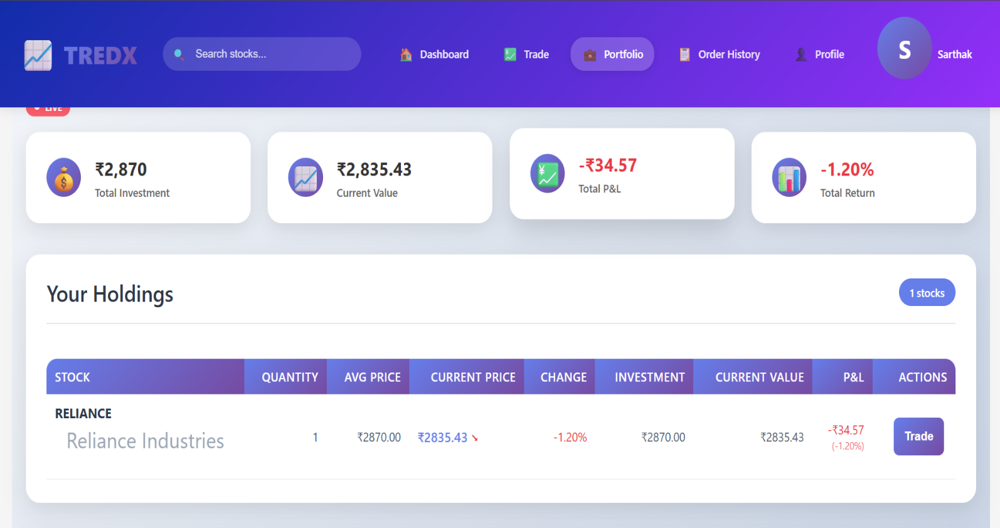 TREDX
Search stocks...
Dashboard
Trade
Portfolio
Order History
Profile
S
Sarthak
LIVE
₹2,870
Total Investment
₹2,835.43
Current Value
-₹34.57
Total P&L
-1.20%
Total Return
Your Holdings
1 stocks
STOCK QUANTITY AVG PRICE CURRENT PRICE CHANGE INVESTMENT CURRENT VALUE P&L ACTIONS
RELIANCE
Reliance Industries
1 ₹2870.00 ₹2835.43 ↘ -1.20% ₹2870.00 ₹2835.43 -₹34.57
(-1.20%)
Trade